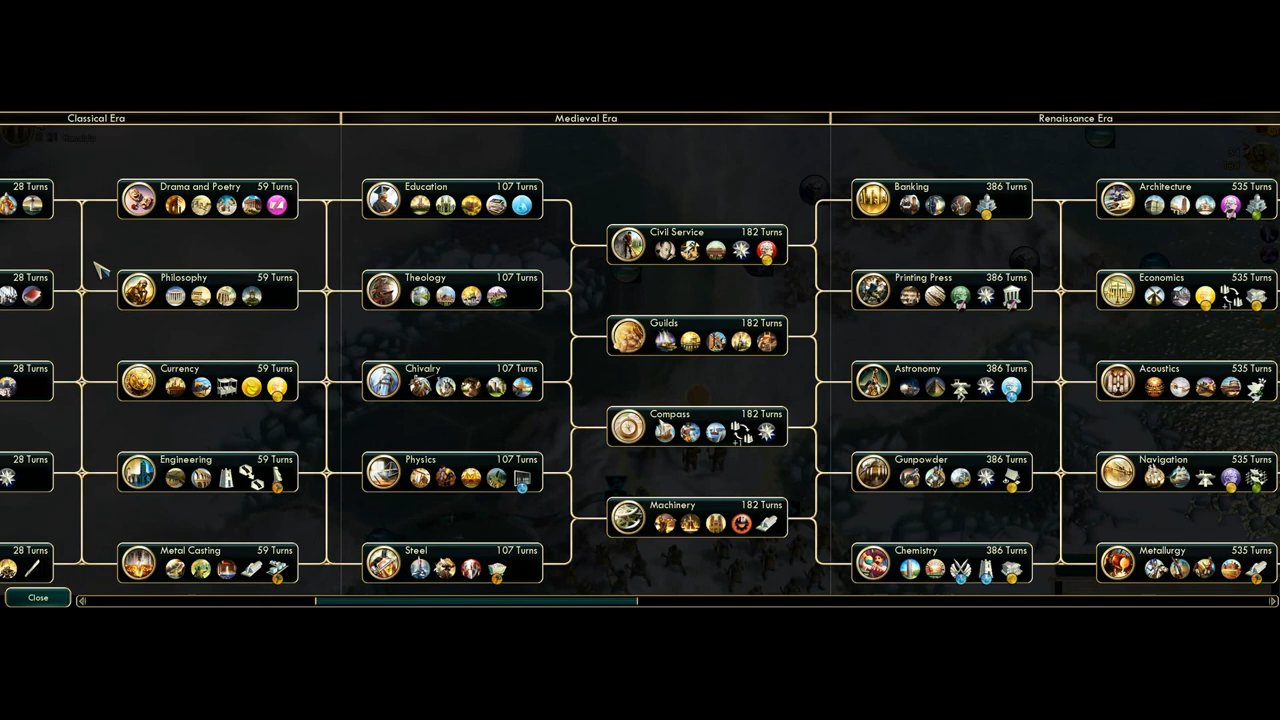 Classical Era
Medieval Era
Renaissance Era
28 Turns
Drama and Poetry 59 Turns
Education 107 Turns
Banking 386 Turns
Architecture 535 Turns
Civil Service 182 Turns
28 Turns
Philosophy 59 Turns
Theology 107 Turns
Printing Press 386 Turns
Economics 535 Turns
Guilds 182 Turns
28 Turns
Currency 59 Turns
Chivalry 107 Turns
Astronomy 386 Turns
Acoustics 535 Turns
Compass 182 Turns
+1
28 Turns
Engineering 59 Turns
Physics 107 Turns
Gunpowder 386 Turns
Navigation 535 Turns
Machinery 182 Turns
28 Turns
Metal Casting 59 Turns
Steel 107 Turns
Chemistry 386 Turns
Metallurgy 535 Turns
Close